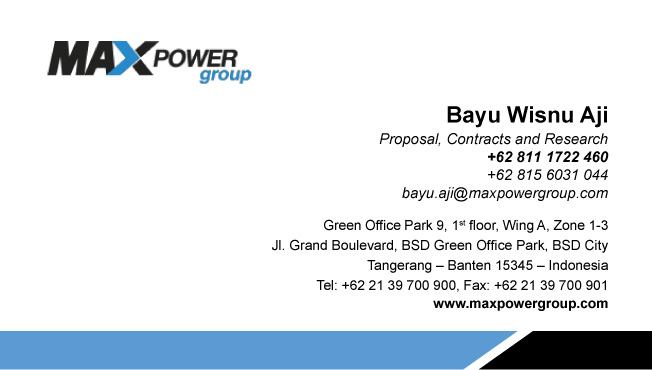 MAXPOWER
group
Bayu Wisnu Aji
Proposal, Contracts and Research
+62 811 1722 460
+62 815 6031 044
bayu.aji@maxpowergroup.com
Green Office Park 9, 1st floor, Wing A, Zone 1-3
Jl. Grand Boulevard, BSD Green Office Park, BSD City
Tangerang – Banten 15345 – Indonesia
Tel: +62 21 39 700 900, Fax: +62 21 39 700 901
www.maxpowergroup.com